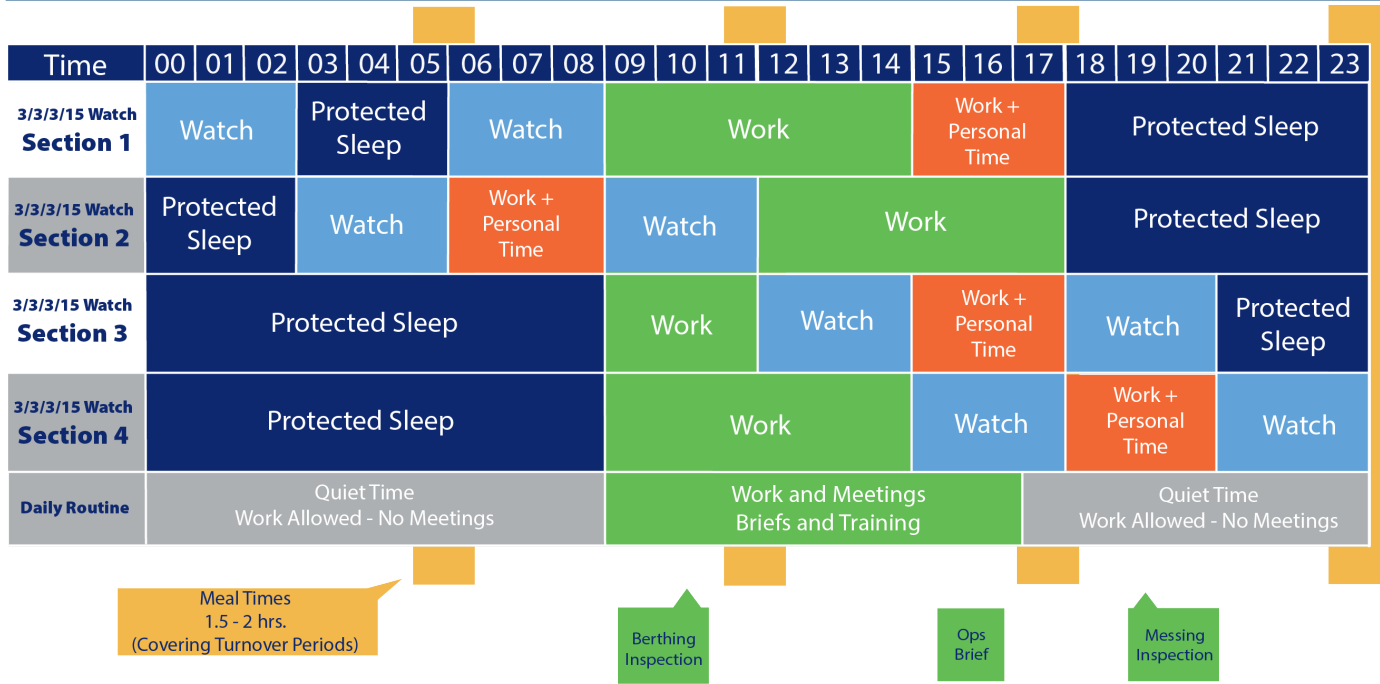 Time 00 01 02 03 04 05 06 07 08 09 10 11 12 13 14 15 16 17 18 19 20 21 22 23
3/3/3/15 Watch
Section 1
Watch
Protected
Sleep
Watch
Work
Work +
Personal
Time
Protected Sleep
3/3/3/15 Watch
Section 2
Protected
Sleep
Watch
Work +
Personal
Time
Watch
Work
Protected Sleep
3/3/3/15 Watch
Section 3
Protected Sleep
Work
Watch
Work +
Personal
Time
Watch
Protected
Sleep
3/3/3/15 Watch
Section 4
Protected Sleep
Work
Watch
Work +
Personal
Time
Watch
Daily Routine
Quiet Time
Work Allowed - No Meetings
Work and Meetings
Briefs and Training
Quiet Time
Work Allowed - No Meetings
Meal Times
1.5 - 2 hrs.
(Covering Turnover Periods)
Berthing
Inspection
Ops
Brief
Messing
Inspection